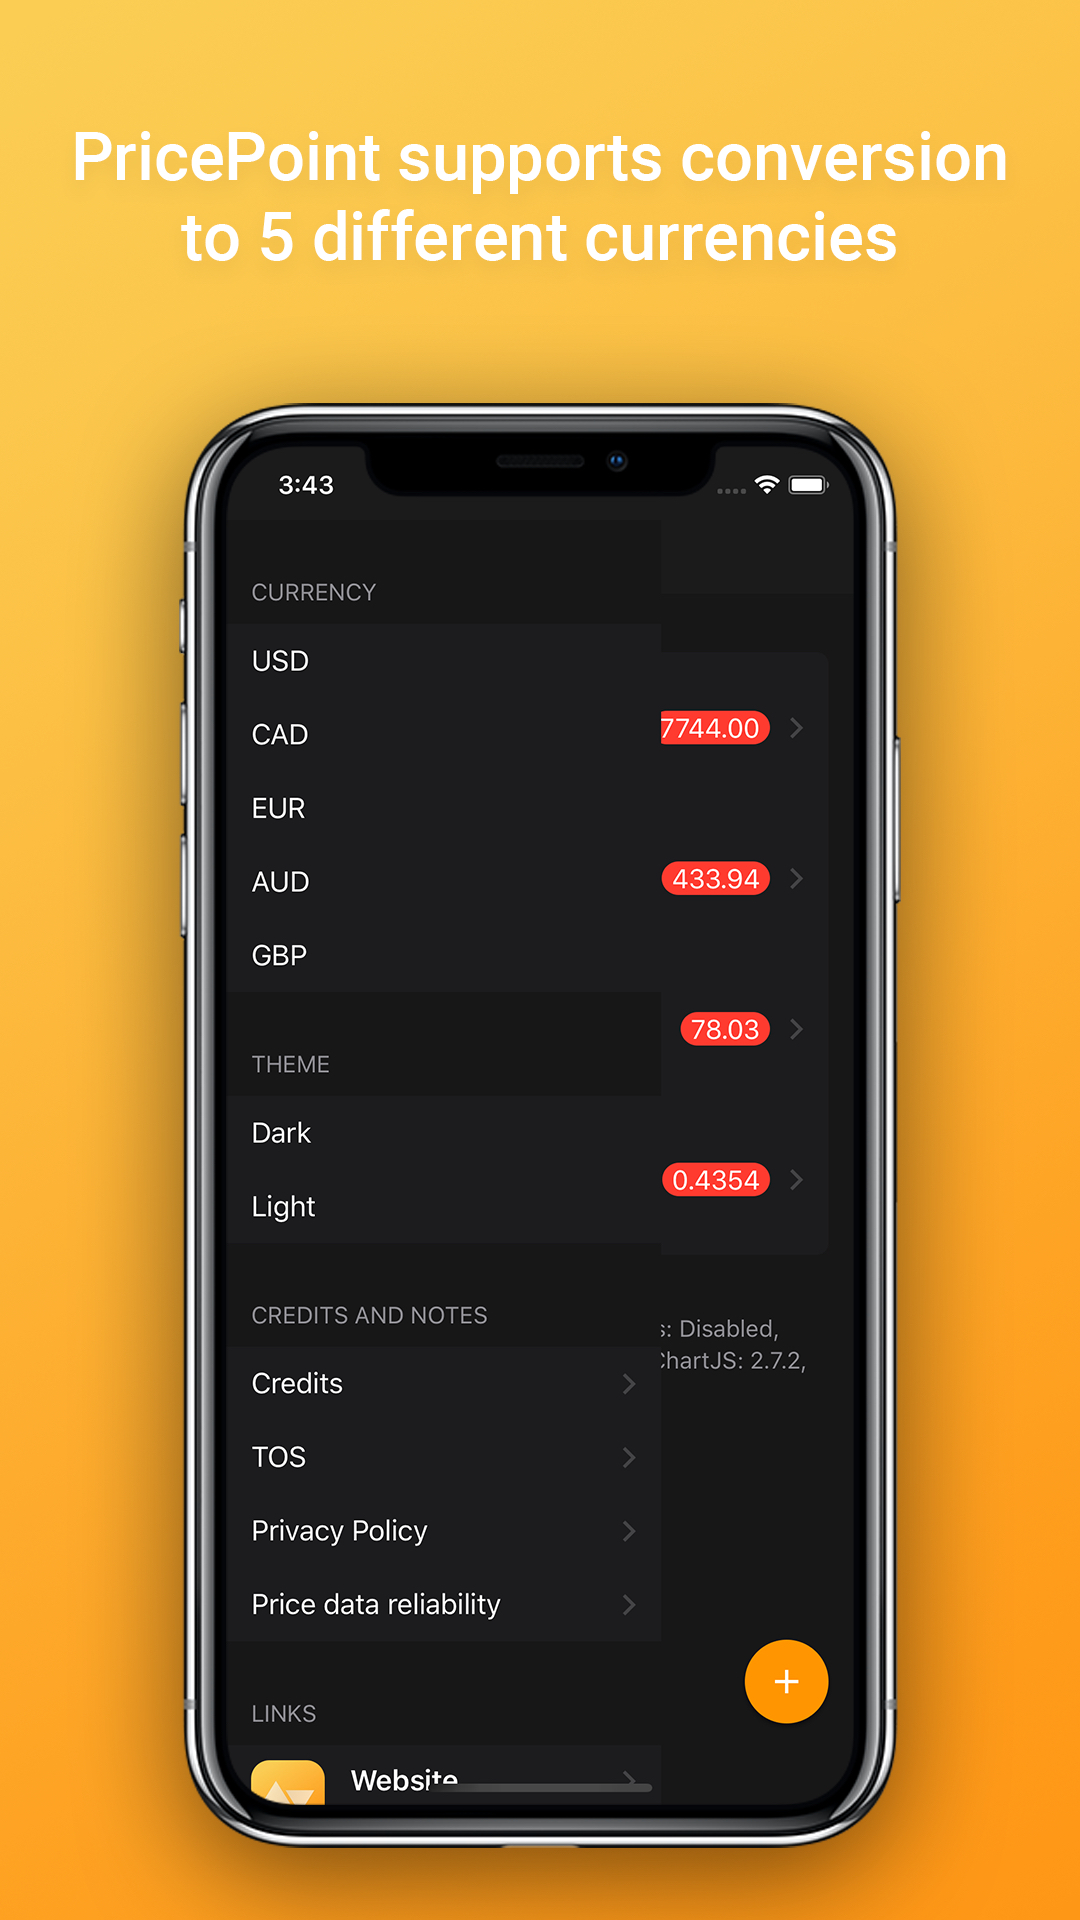 PricePoint supports conversion
to 5 different currencies
3:43
CURRENCY
USD
CAD
7744.00
EUR
433.94
AUD
GBP
78.03
THEME
Dark
0.4354
Light
CREDITS AND NOTES
s: Disabled,
ChartJS: 2.7.2,
Credits
TOS
Privacy Policy
Price data reliability
LINKS
Website